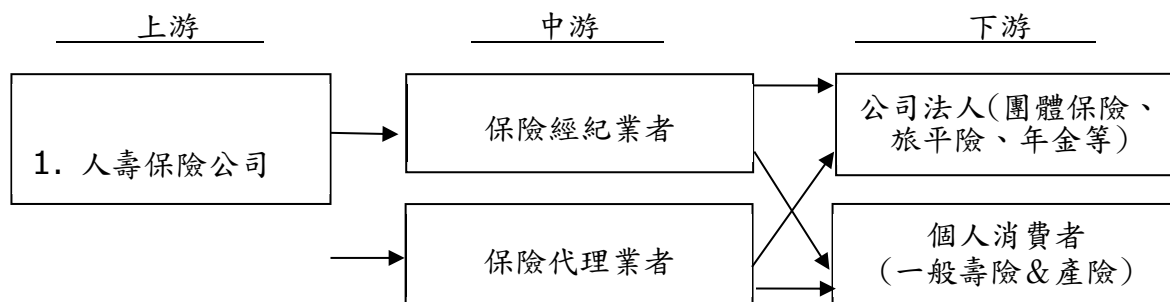 上游
中游
下游
1. 人壽保險公司
保險經紀業者
公司法人(團體保險、
旅平險、年金等)
保險代理業者
個人消費者
(一般壽險&產險)